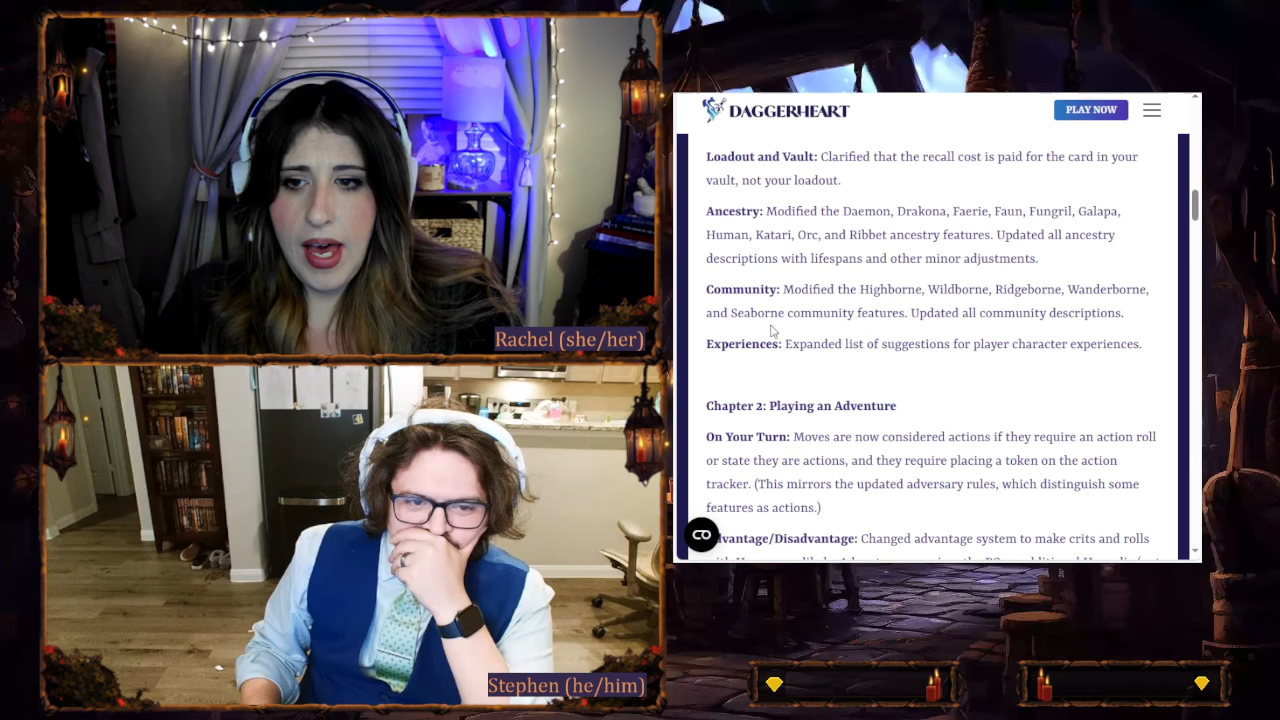 Rachel (she/her)
Stephen (he/him)
DAGGERHEART
PLAY NOW
Loadout and Vault: Clarified that the recall cost is paid for the card in your
vault, not your loadout.
Ancestry: Modified the Daemon, Drakona, Faerie, Faun, Fungril, Galapa,
Human, Katari, Orc, and Ribbet ancestry features. Updated all ancestry
descriptions with lifespans and other minor adjustments.
Community: Modified the Highborne, Wildborne, Ridgeborne, Wanderborne,
and Seaborne community features. Updated all community descriptions.
Experiences: Expanded list of suggestions for player character experiences.
Chapter 2: Playing an Adventure
On Your Turn: Moves are now considered actions if they require an action roll
or state they are actions, and they require placing a token on the action
tracker. (This mirrors the updated adversary rules, which distinguish some
features as actions.)
vantage/Disadvantage: Changed advantage system to make crits and rolls